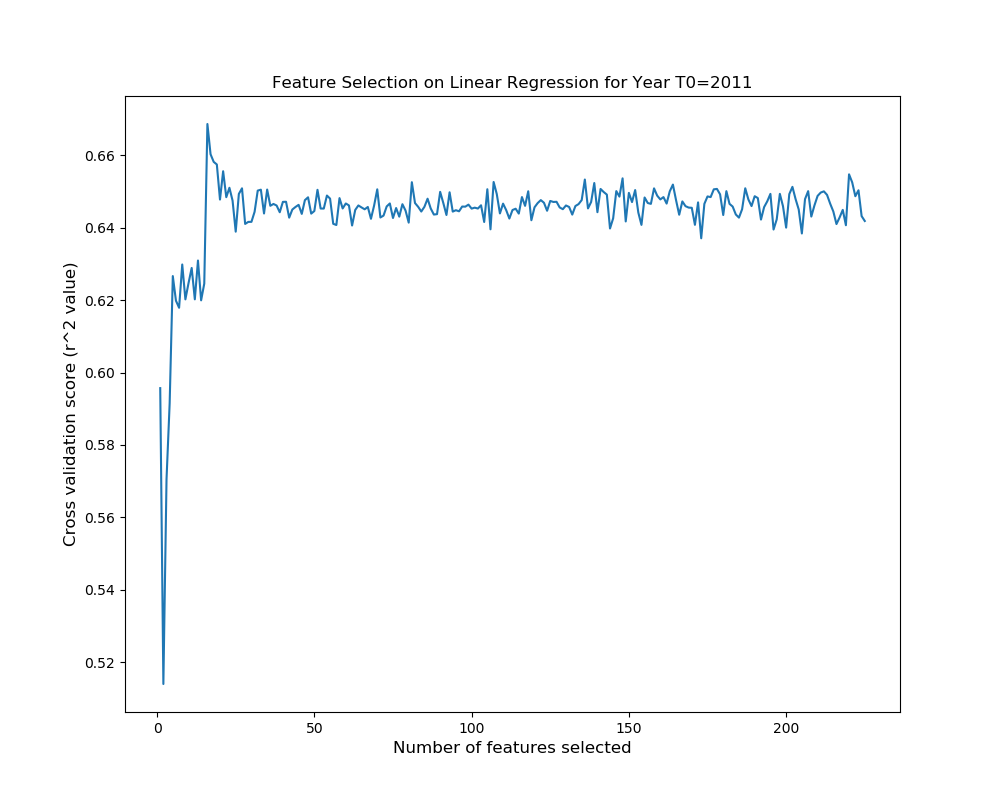 Feature Selection on Linear Regression for Year T0=2011
0.66
0.64
0.62
0.60
0.58
0.56
0.54
0.52
Cross validation score (r^2 value)
0 50 100 150 200
Number of features selected